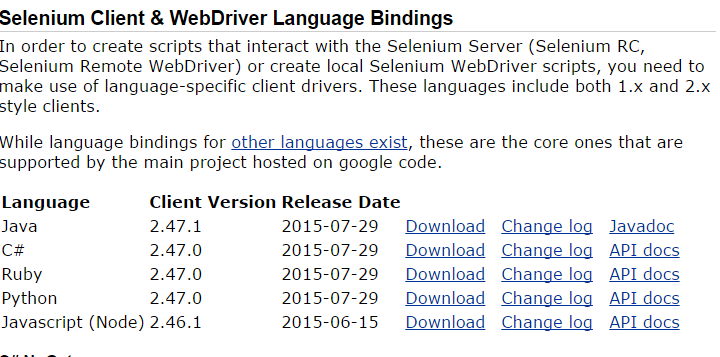 Selenium Client & WebDriver Language Bindings
In order to create scripts that interact with the Selenium Server (Selenium RC,
Selenium Remote WebDriver) or create local Selenium WebDriver scripts, you need to
make use of language-specific client drivers. These languages include both 1.x and 2.x
style clients.
While language bindings for other languages exist, these are the core ones that are
supported by the main project hosted on google code.
Language Client Version Release Date
Java 2.47.1 2015-07-29 Download Change log Javadoc
C# 2.47.0 2015-07-29 Download Change log API docs
Ruby 2.47.0 2015-07-29 Download Change log API docs
Python 2.47.0 2015-07-29 Download Change log API docs
Javascript (Node) 2.46.1 2015-06-15 Download Change log API docs